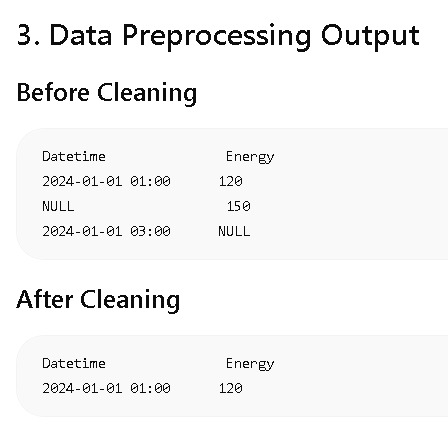 3. Data Preprocessing Output
Before Cleaning
Datetime Energy
2024-01-01 01:00 120
NULL 150
2024-01-01 03:00 NULL
After Cleaning
Datetime Energy
2024-01-01 01:00 120